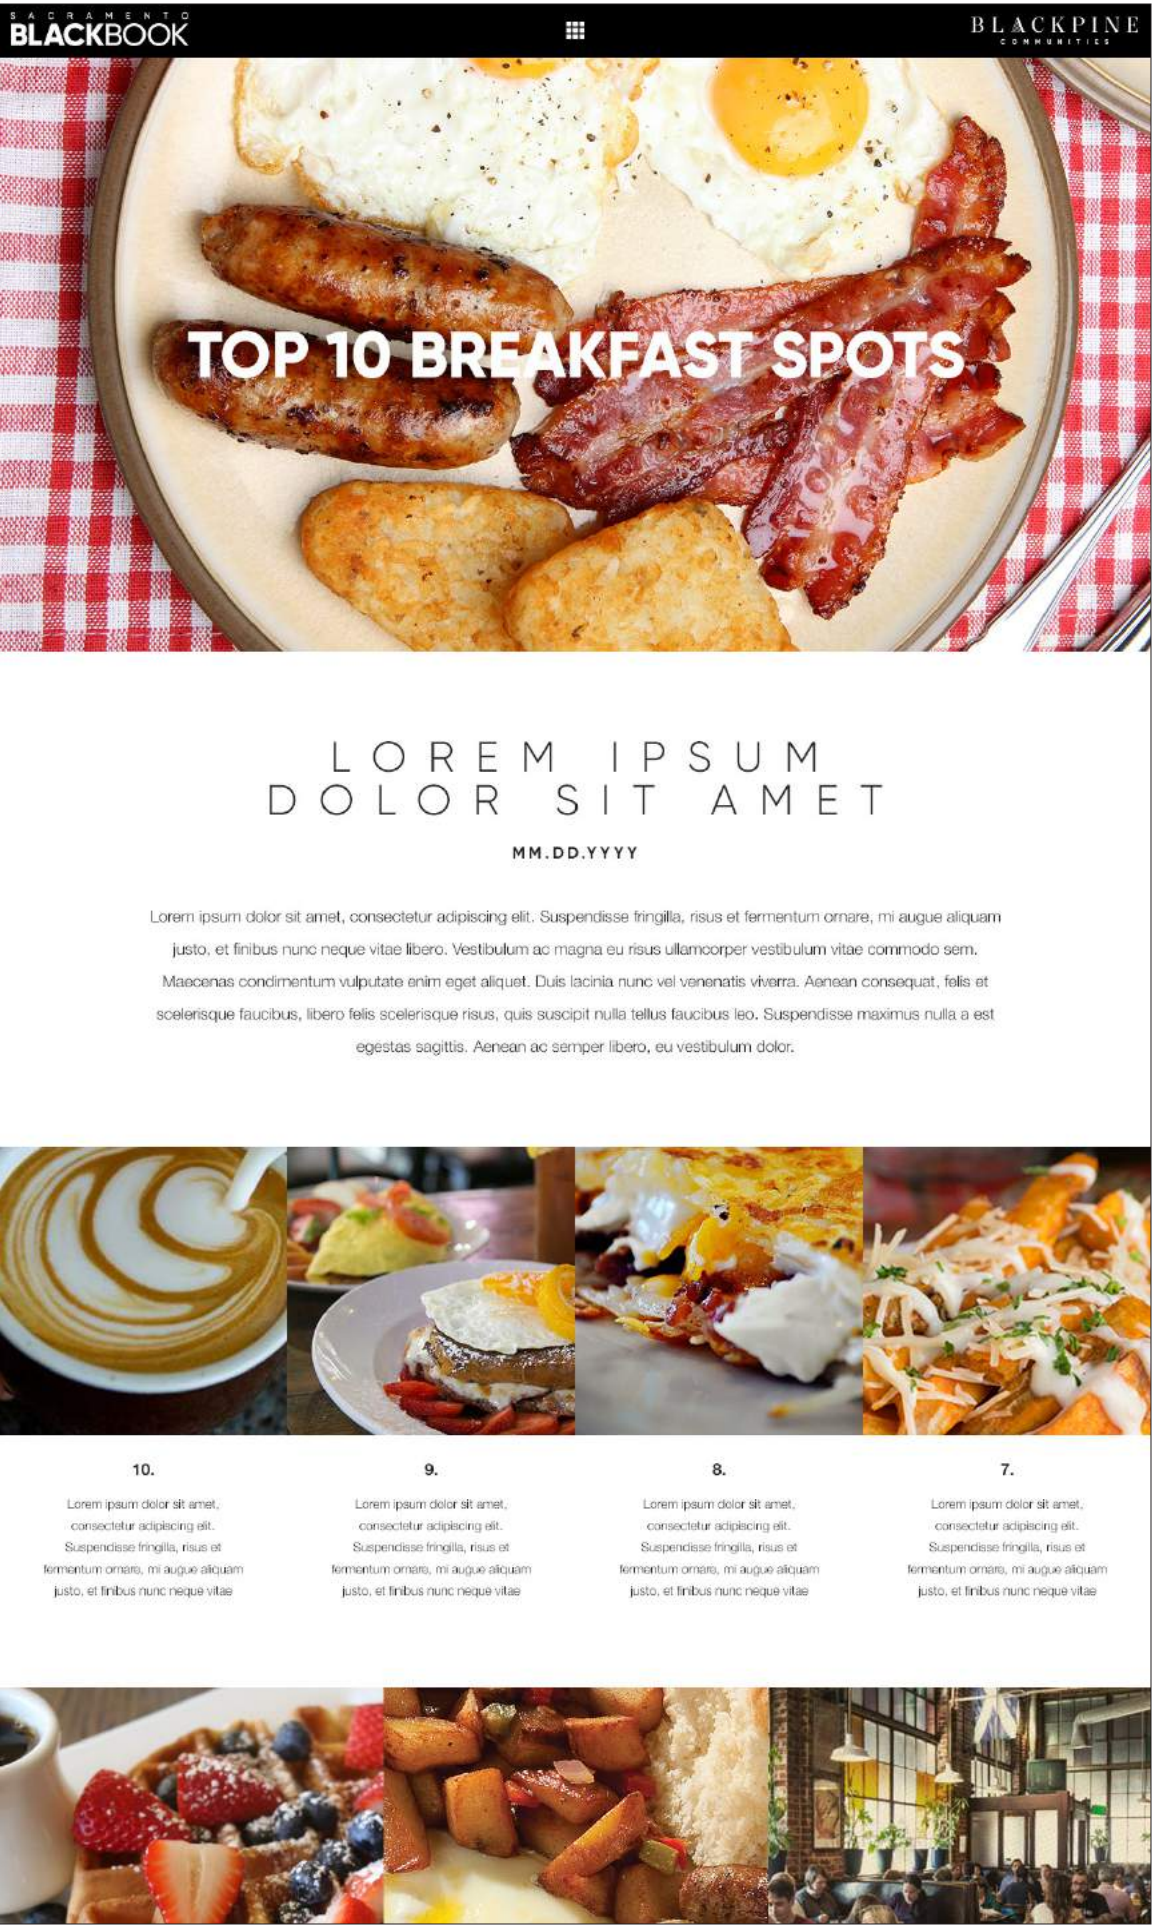 SACRAMENTO
BLACKBOOK
BLACKPINE
COMMUNITIES
TOP 10 BREAKFAST SPOTS
LOREM IPSUM
DOLOR SIT AMET
MM.DD.YYYY
Lorem ipsum dolor sit amet, consectetur adipiscing elit. Suspendisse fringilla, risus et fermentum ornare, mi augue aliquam
justo, et finibus nunc neque vitae libero. Vestibulum ac magna eu risus ullamcorper vestibulum vitae commodo sem.
Maecenas condimentum vulputate enim eget aliquet. Duis lacinia nunc vel venenatis viverra. Aenean consequat, felis et
scelerisque faucibus, libero felis scelerisque risus, quis suscipit nulla tellus faucibus leo. Suspendisse maximus nulla a est
egestas sagittis. Aenean ac semper libero, eu vestibulum dolor.
10.
Lorem ipsum dolor sit amet,
consectetur adipiscing elit.
Suspendisse fringilla, risus et
fermentum ornare, mi augue aliquam
justo, et finibus nunc neque vitae
9.
Lorem ipsum dolor sit amet,
consectetur adipiscing elit.
Suspendisse fringilla, risus et
fermentum ornare, mi augue aliquam
justo, et finibus nunc neque vitae
8.
Lorem ipsum dolor sit amet,
consectetur adipiscing elit.
Suspendisse fringilla, risus et
fermentum ornare, mi augue aliquam
justo, et finibus nunc neque vitae
7.
Lorem ipsum dolor sit amet,
consectetur adipiscing elit.
Suspendisse fringilla, risus et
fermentum ornare, mi augue aliquam
justo, et finibus nunc neque vitae